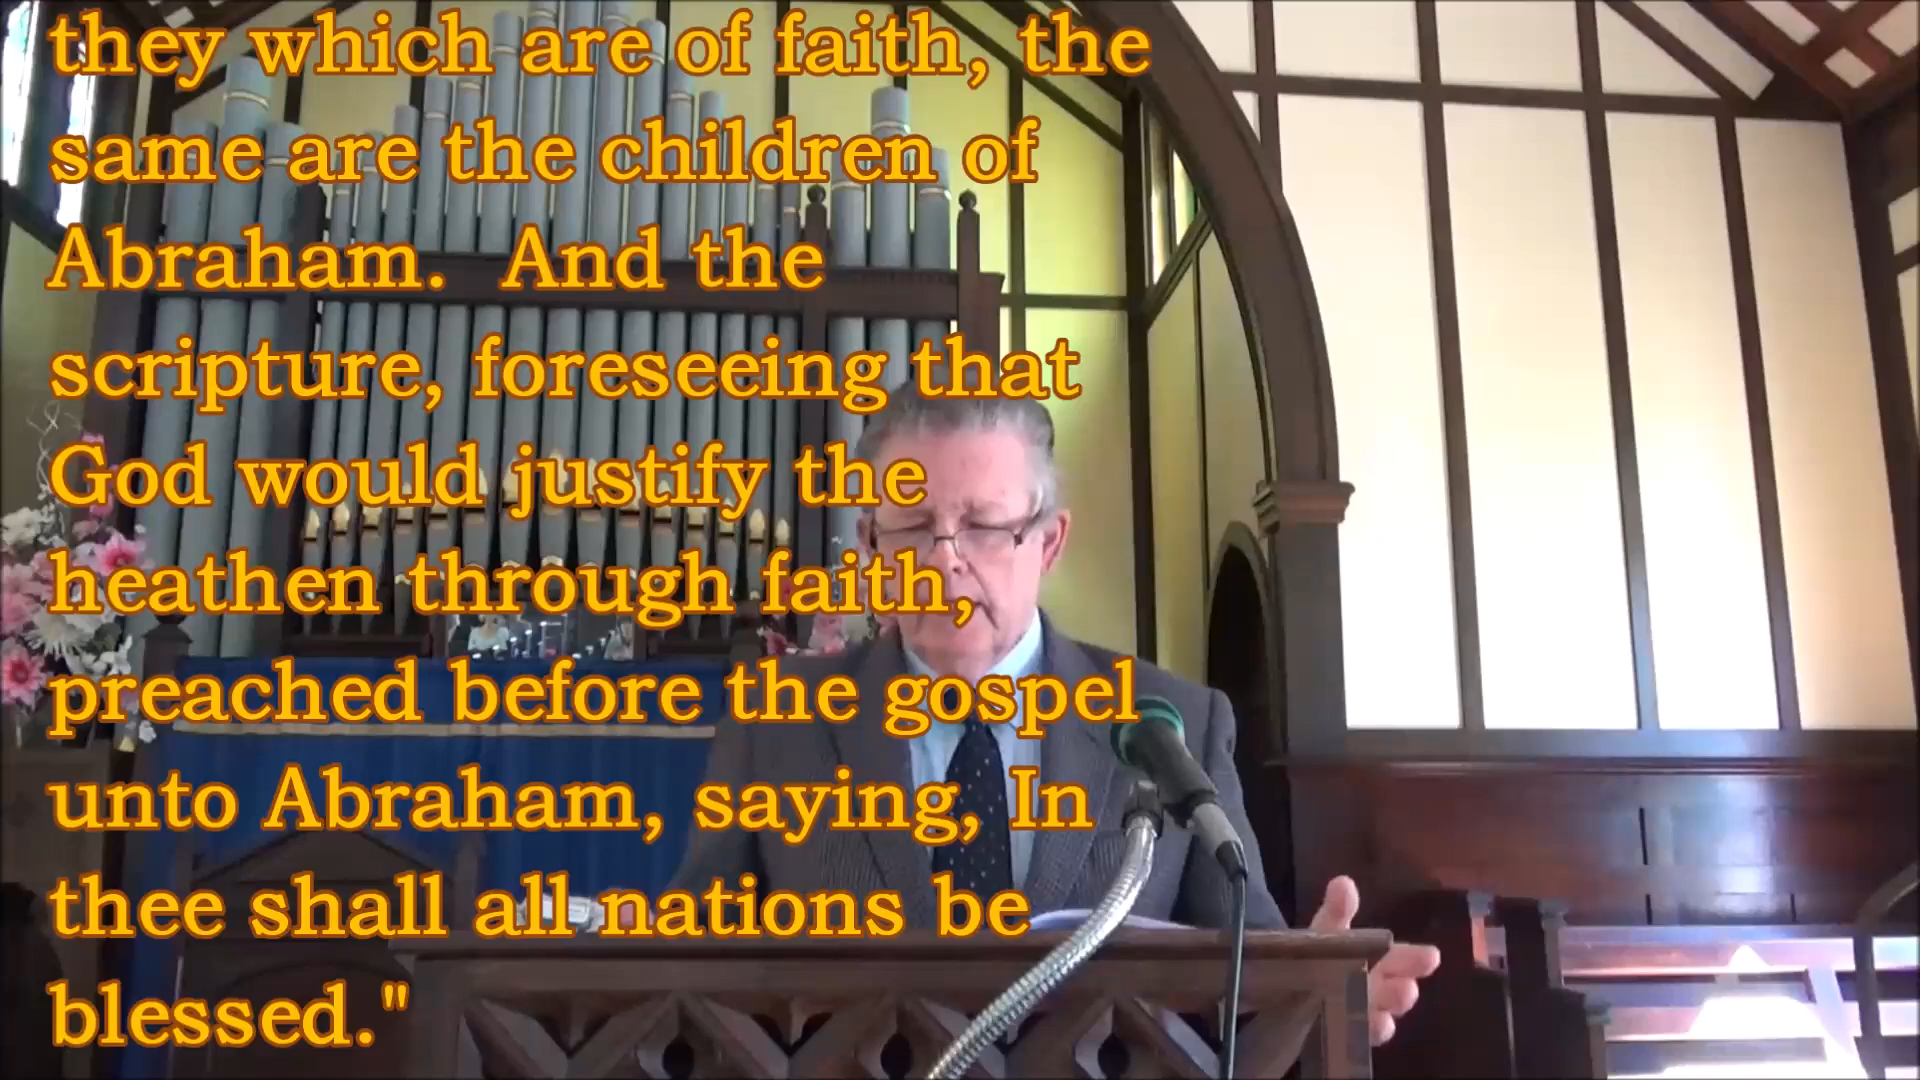 they which are of faith, the
same are the children of
Abraham.  And the
scripture, foreseeing that
God would justify the
heathen through faith,
preached before the gospel
unto Abraham, saying, In
thee shall all nations be
blessed."